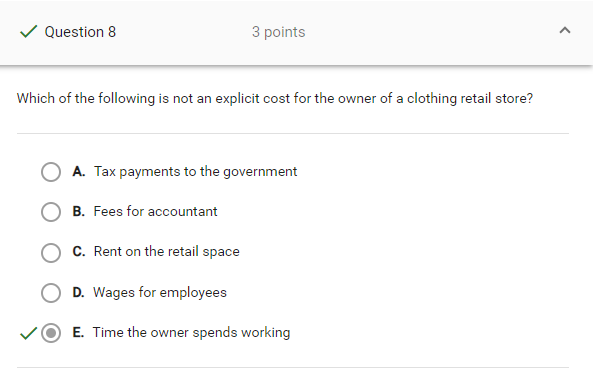 Question 8 3 points
Which of the following is not an explicit cost for the owner of a clothing retail store?
A. Tax payments to the government
B. Fees for accountant
C. Rent on the retail space
D. Wages for employees
E. Time the owner spends working